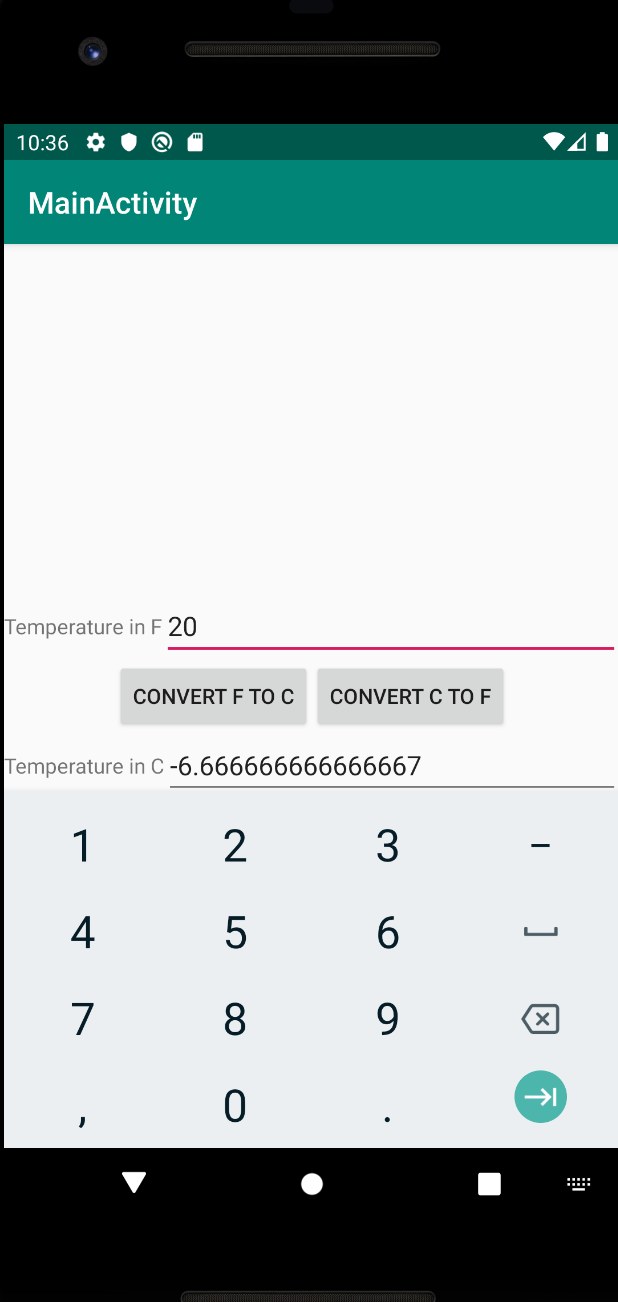 10:36
MainActivity
Temperature in F 20
CONVERT F TO C CONVERT C TO F
Temperature in C -6.666666666666667
1 2 3 –
4 5 6
7 8 9
, 0 .